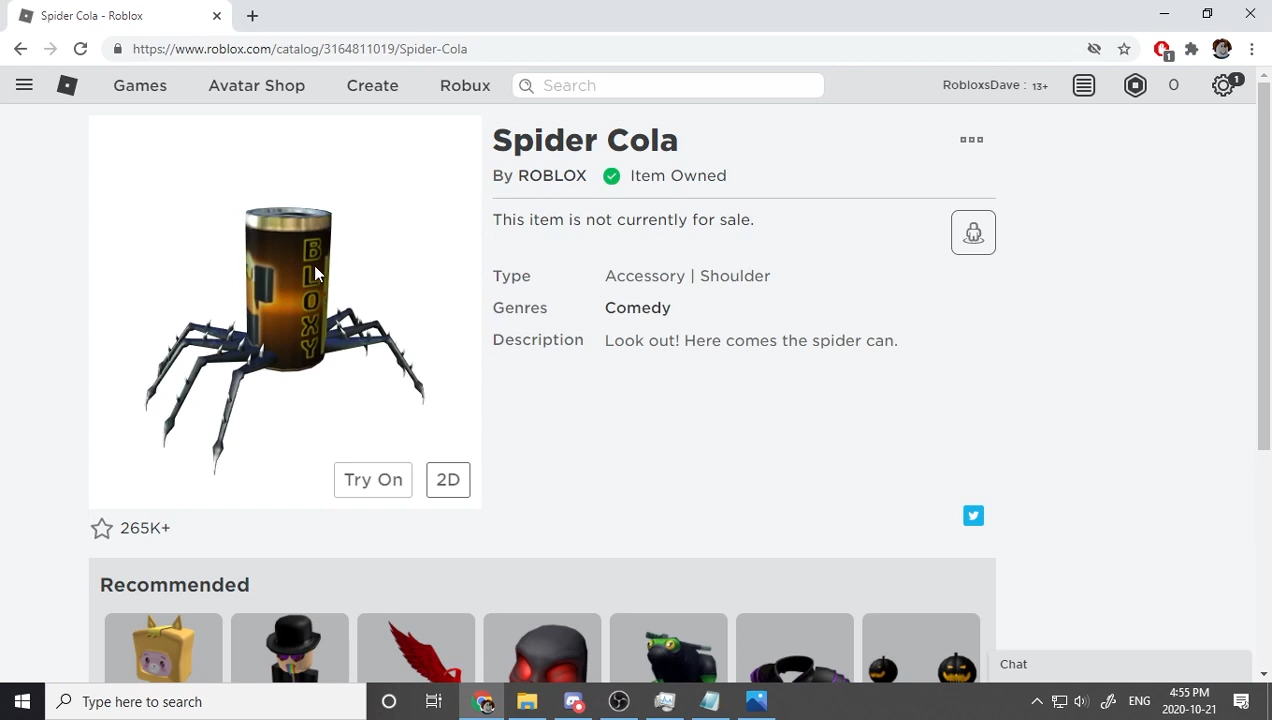 Spider Cola - Roblox
https://www.roblox.com/catalog/3164811019/Spider-Cola
1
Games Avatar Shop Create Robux Search RobloxsDave : 13+ 0 1
Spider Cola
By ROBLOX Item Owned
This item is not currently for sale.
Type Accessory | Shoulder
Genres Comedy
Description Look out! Here comes the spider can.
BLOXY
Try On 2D
265K+
Recommended
Chat
Type here to search
ENG
4:55 PM
2020-10-21